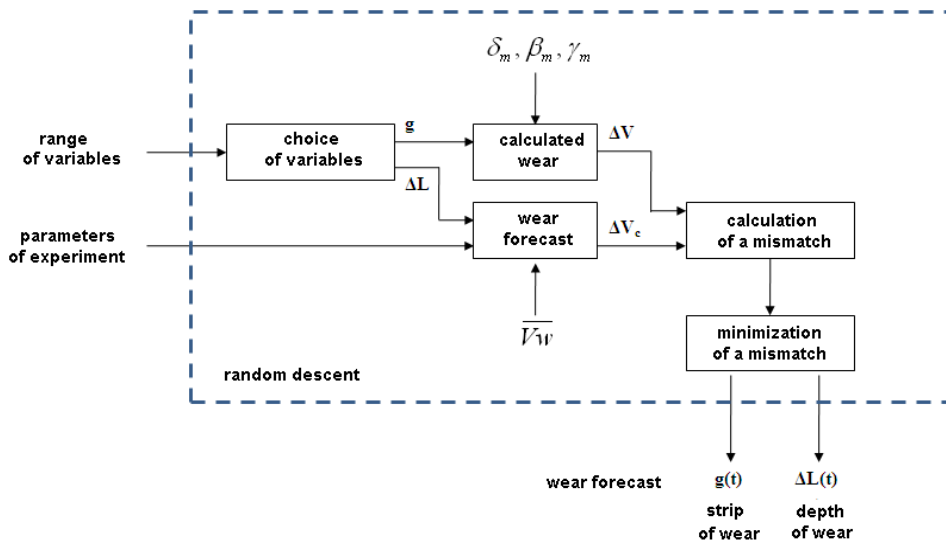 δm, βm, γm
range
of variables
choice
of variables
g
ΔL
calculated
wear
ΔV
parameters
of experiment
wear
forecast
ΔVc
calculation
of a mismatch
V̅w̅
minimization
of a mismatch
random descent
wear forecast
g(t)
ΔL(t)
strip
of wear
depth
of wear